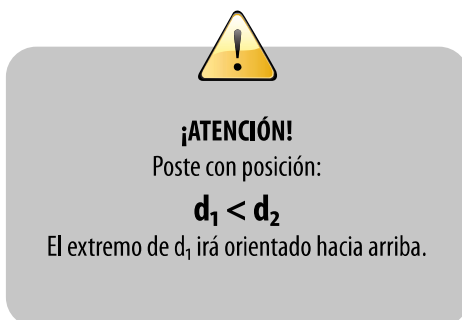 ¡ATENCIÓN!
Poste con posición:
d₁ < d₂
El extremo de d₁ irá orientado hacia arriba.